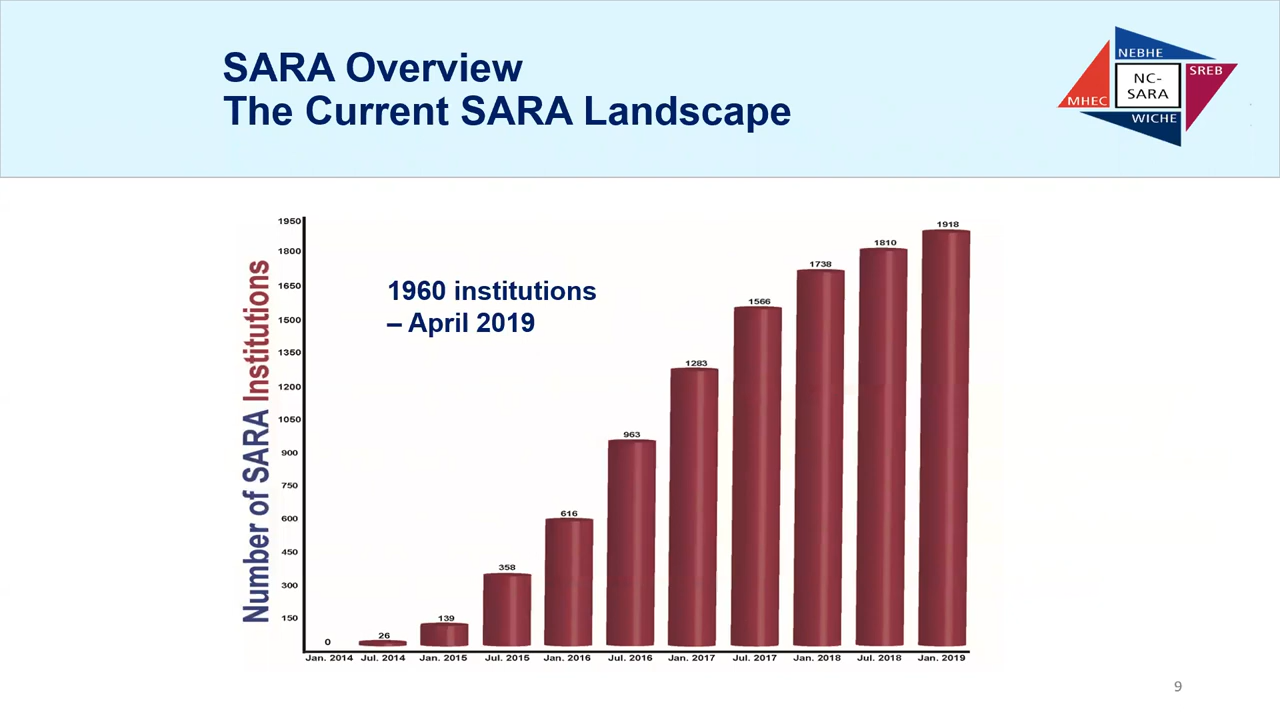 SARA Overview
The Current SARA Landscape
NEBHE
SREB
NC-
SARA
MHEC
WICHE
Number of SARA Institutions
1960 institutions
– April 2019
1950
1800
1650
1500
1350
1200
1050
900
750
600
450
300
150
0
26
139
358
616
963
1283
1566
1738
1810
1918
Jan. 2014 Jul. 2014 Jan. 2015 Jul. 2015 Jan. 2016 Jul. 2016 Jan. 2017 Jul. 2017 Jan. 2018 Jul. 2018 Jan. 2019
9